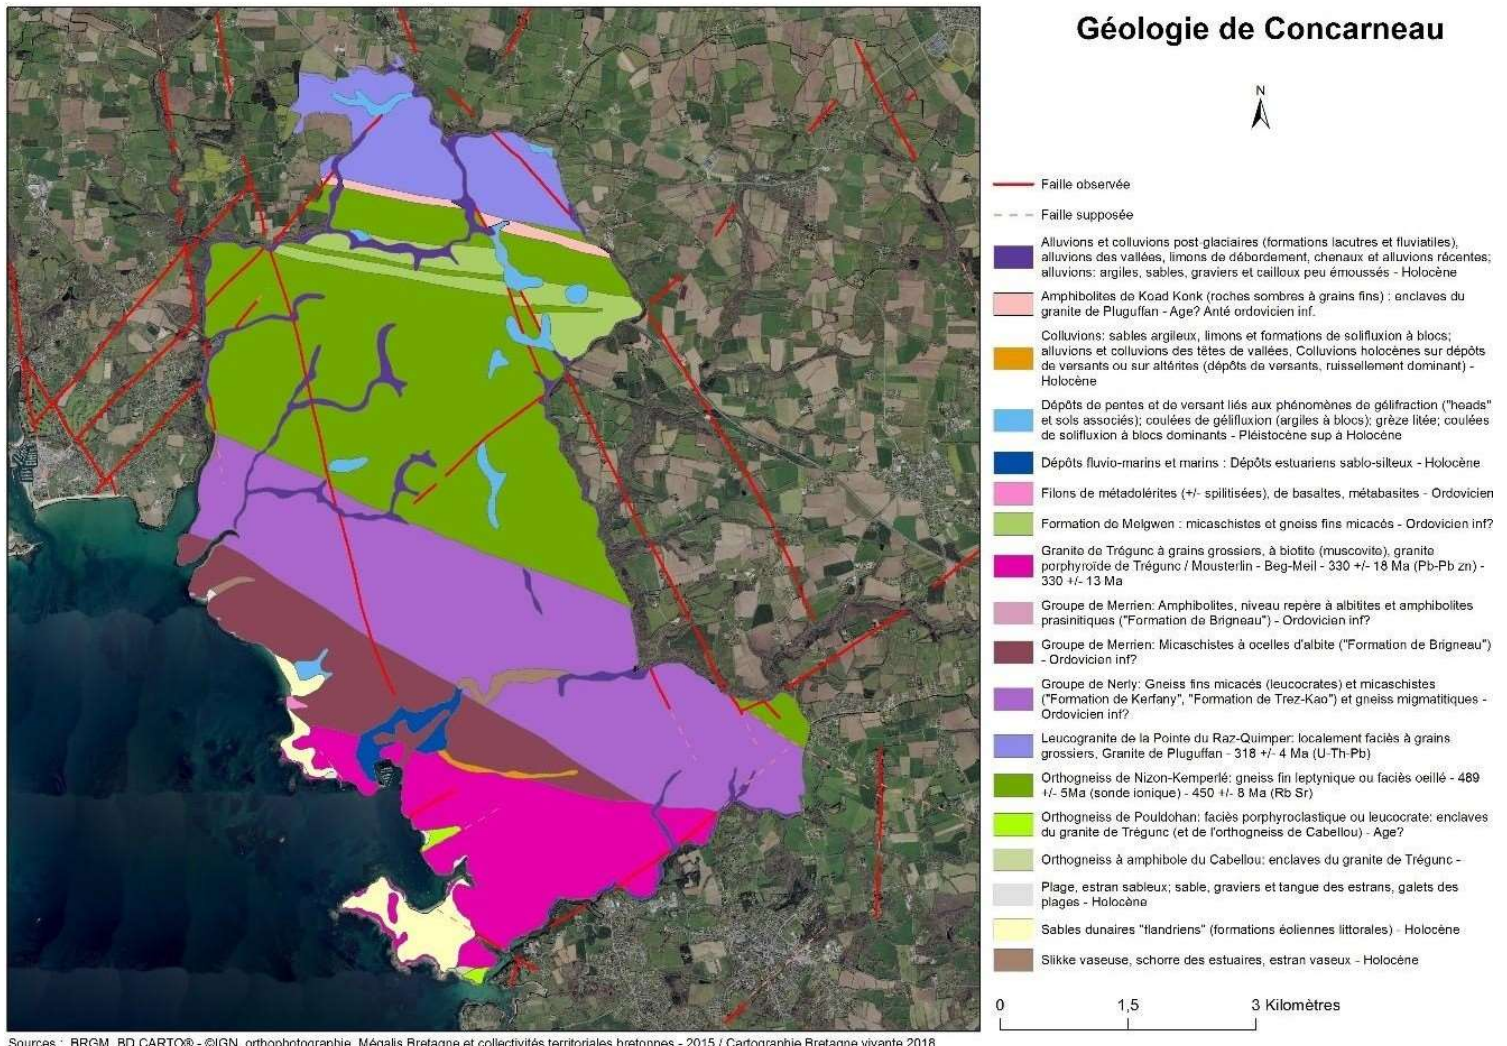 Géologie de Concarneau
N
Faille observée
Faille supposée
Alluvions et colluvions post-glaciaires (formations lacutres et fluviatiles),
alluvions des vallées, limons de débordement, chenaux et alluvions récentes;
alluvions: argiles, sables, graviers et cailloux peu émoussés - Holocène
Amphibolites de Koad Konk (roches sombres à grains fins) : enclaves du
granite de Pluguffan - Age? Anté ordovicien inf.
Colluvions: sables argileux, limons et formations de solifluxion à blocs;
alluvions et colluvions des têtes de vallées, Colluvions holocènes sur dépôts
de versants ou sur altérites (dépôts de versants, ruissellement dominant) -
Holocène
Dépôts de pentes et de versant liés aux phénomènes de gélifraction ("heads"
et sols associés); coulées de gélifluxion (argiles à blocs); grèze litée; coulées
de solifluxion à blocs dominants - Pléistocène sup à Holocène
Dépôts fluvio-marins et marins : Dépôts estuariens sablo-silteux - Holocène
Filons de métadolérites (+/- spilitisées), de basaltes, métabasites - Ordovicien
Formation de Melgwen : micaschistes et gneiss fins micacés - Ordovicien inf?
Granite de Trégunc à grains grossiers, à biotite (muscovite), granite
porphyroïde de Trégunc / Mousterlin - Beg-Meil - 330 +/- 18 Ma (Pb-Pb zn) -
330 +/- 13 Ma
Groupe de Merrien: Amphibolites, niveau repère à albitites et amphibolites
prasinitiques ("Formation de Brigneau") - Ordovicien inf?
Groupe de Merrien: Micaschistes à ocelles d'albite ("Formation de Brigneau")
- Ordovicien inf?
Groupe de Nerly: Gneiss fins micacés (leucocrates) et micaschistes
("Formation de Kerfany", "Formation de Trez-Kao") et gneiss migmatitiques -
Ordovicien inf?
Leucogranite de la Pointe du Raz-Quimper: localement faciès à grains
grossiers, Granite de Pluguffan - 318 +/- 4 Ma (U-Th-Pb)
Orthogneiss de Nizon-Kemperlé: gneiss fin leptynique ou faciès oeillé - 489
+/- 5Ma (sonde ionique) - 450 +/- 8 Ma (Rb Sr)
Orthogneiss de Pouldohan: faciès porphyroclastique ou leucocrate: enclaves
du granite de Trégunc (et de l'orthogneiss de Cabellou) - Age?
Orthogneiss à amphibole du Cabellou: enclaves du granite de Trégunc -
Plage, estran sableux; sable, graviers et tangue des estrans, galets des
plages - Holocène
Sables dunaires "flandriens" (formations éoliennes littorales) - Holocène
Slikke vaseuse, schorre des estuaires, estran vaseux - Holocène
0 1,5 3 Kilomètres
Sources : BRGM, BD CARTO® - ©IGN, orthophotographie, Mégalis Bretagne et collectivités territoriales bretonnes - 2015 / Cartographie Bretagne vivante 2018